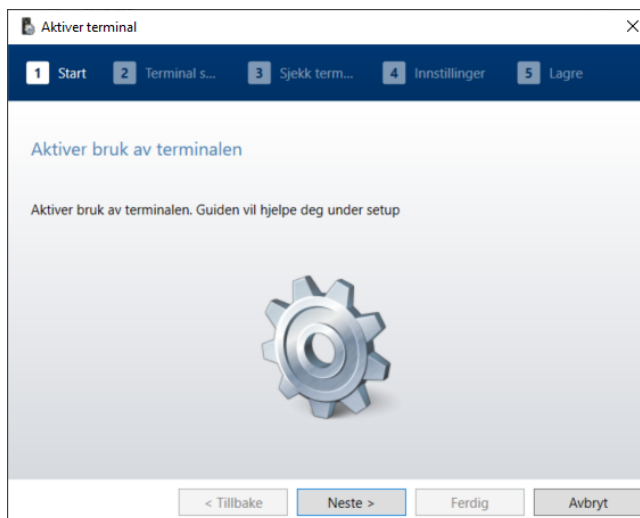 Aktiver terminal
1 Start 2 Terminal s... 3 Sjekk term... 4 Innstillinger 5 Lagre
Aktiver bruk av terminalen
Aktiver bruk av terminalen. Guiden vil hjelpe deg under setup
< Tillbake Neste > Ferdig Avbryt